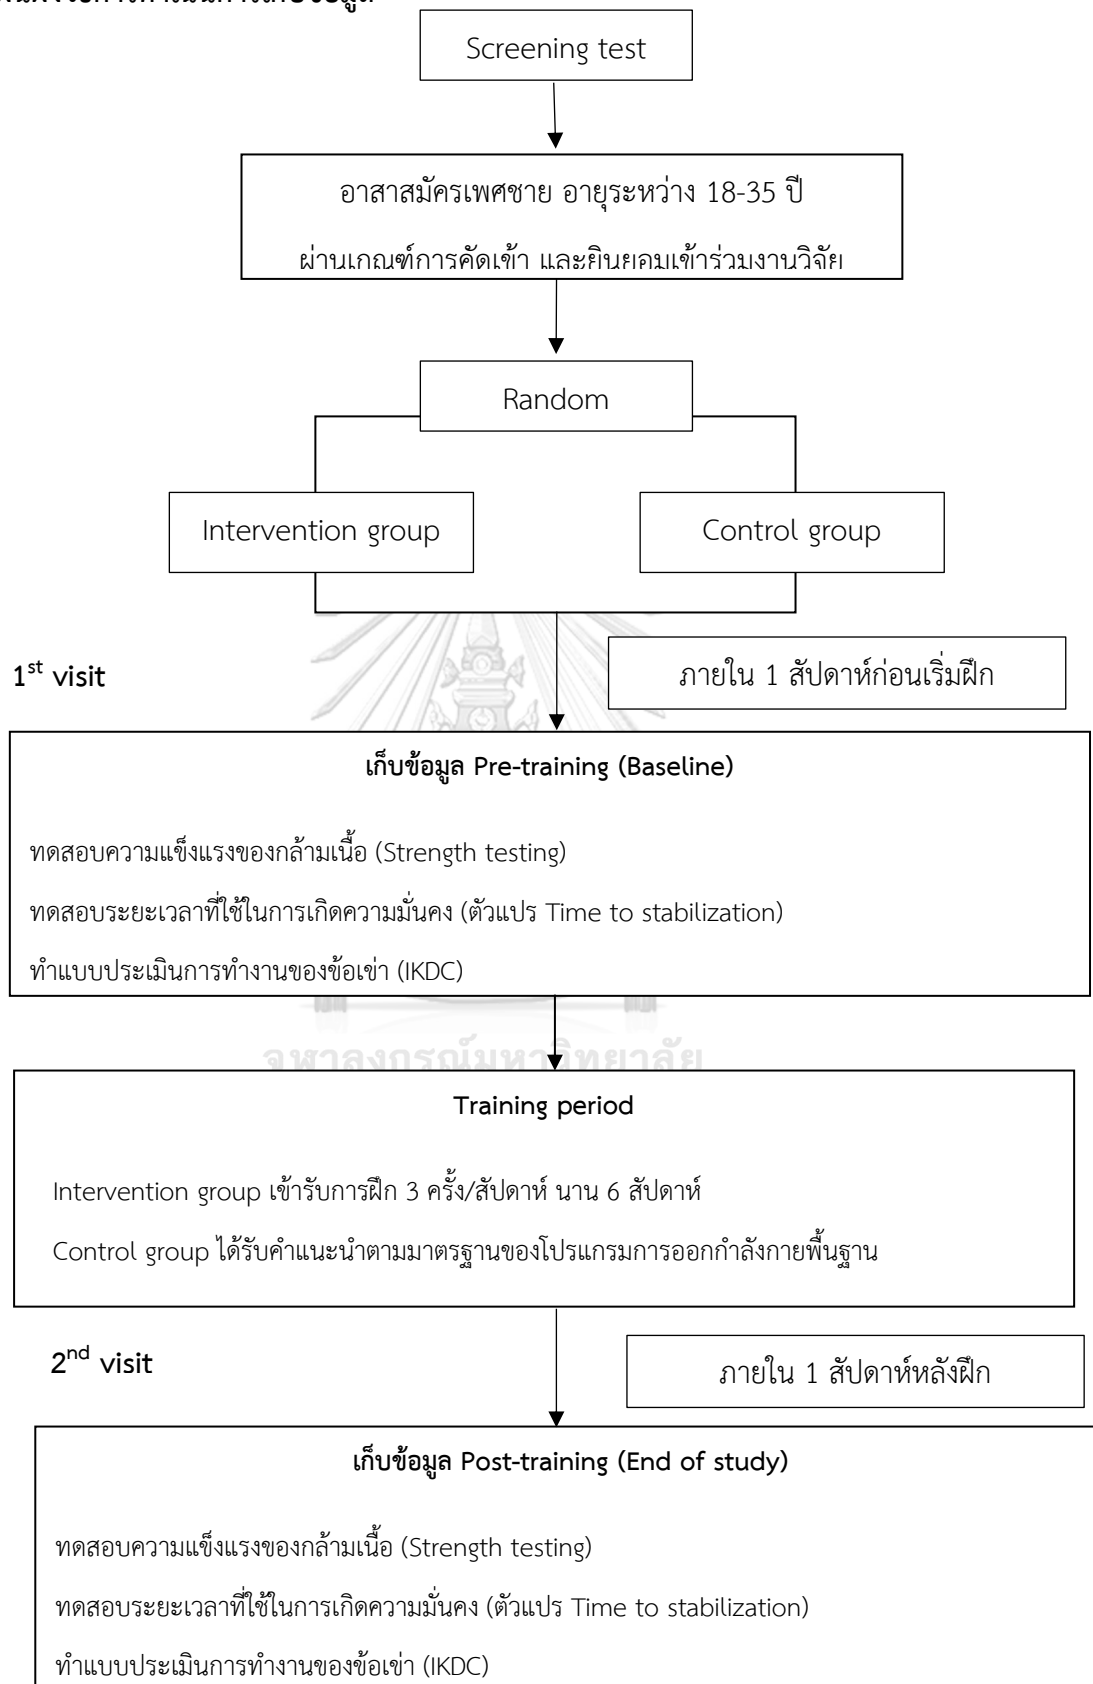 Screening test
อาสาสมัครเพศชาย อายุระหว่าง 18-35 ปี
ผ่านเกณฑ์การคัดเข้า และยินยอมเข้าร่วมงานวิจัย
Random
Intervention group
Control group
1st visit
ภายใน 1 สัปดาห์ก่อนเริ่มฝึก
เก็บข้อมูล Pre-training (Baseline)
ทดสอบความแข็งแรงของกล้ามเนื้อ (Strength testing)
ทดสอบระยะเวลาที่ใช้ในการเกิดความมั่นคง (ตัวแปร Time to stabilization)
ทำแบบประเมินการทำงานของข้อเข่า (IKDC)
จุฬาลงกรณ์มหาวิทยาลัย
Training period
Intervention group เข้ารับการฝึก 3 ครั้ง/สัปดาห์ นาน 6 สัปดาห์
Control group ได้รับคำแนะนำตามมาตรฐานของโปรแกรมการออกกำลังกายพื้นฐาน
2nd visit
ภายใน 1 สัปดาห์หลังฝึก
เก็บข้อมูล Post-training (End of study)
ทดสอบความแข็งแรงของกล้ามเนื้อ (Strength testing)
ทดสอบระยะเวลาที่ใช้ในการเกิดความมั่นคง (ตัวแปร Time to stabilization)
ทำแบบประเมินการทำงานของข้อเข่า (IKDC)